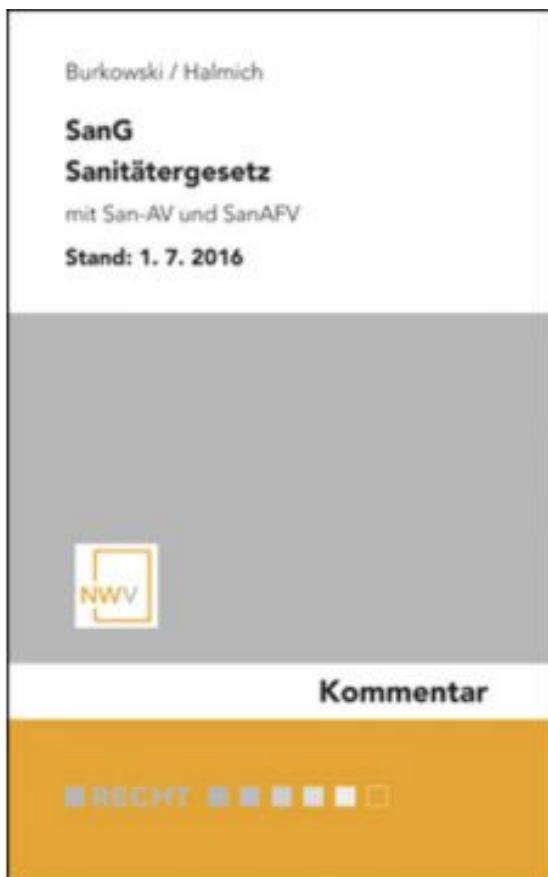 Burkowski / Halmich
SanG
Sanitätergesetz
mit San-AV und SanAFV
Stand: 1. 7. 2016
NWV
Kommentar
RECHT